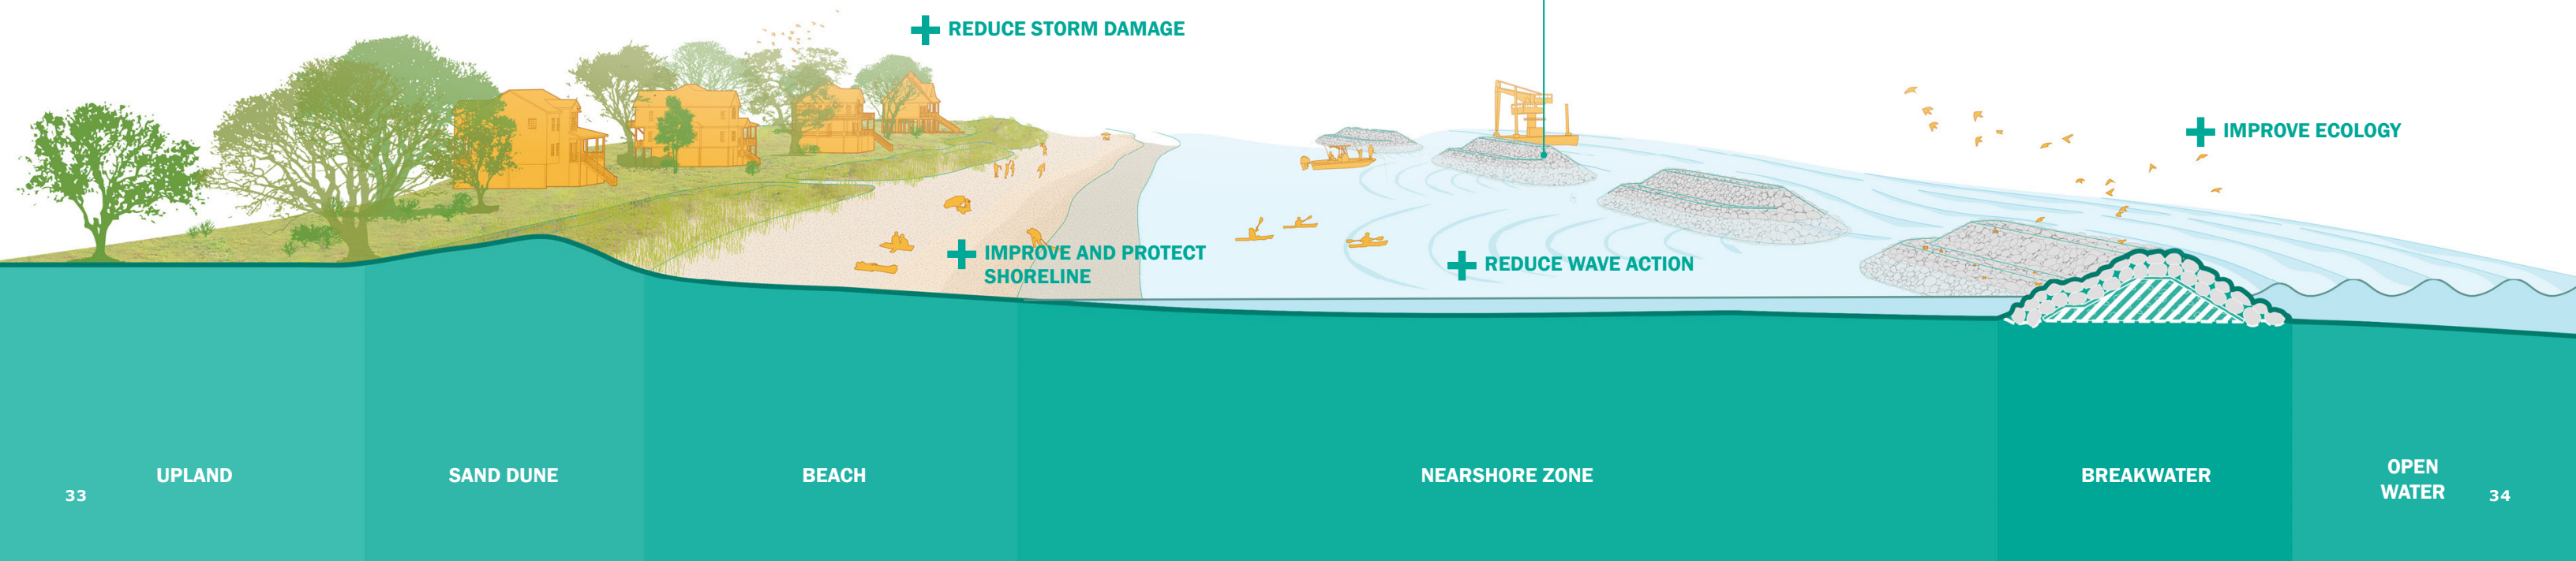 REDUCE STORM DAMAGE
IMPROVE ECOLOGY
IMPROVE AND PROTECT
SHORELINE
REDUCE WAVE ACTION
UPLAND
SAND DUNE
BEACH
NEARSHORE ZONE
BREAKWATER
OPEN
WATER
33
34